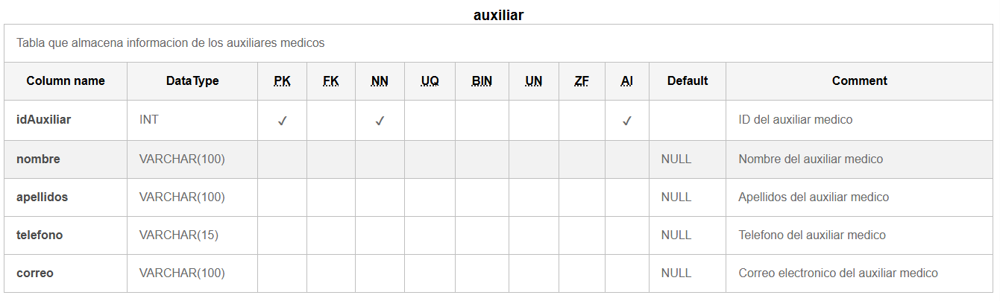 auxiliar
Tabla que almacena informacion de los auxiliares medicos
Column name DataType PK FK NN UQ BIN UN ZF AI Default Comment
idAuxiliar INT ✓ ✓ ✓ ID del auxiliar medico
nombre VARCHAR(100) NULL Nombre del auxiliar medico
apellidos VARCHAR(100) NULL Apellidos del auxiliar medico
telefono VARCHAR(15) NULL Telefono del auxiliar medico
correo VARCHAR(100) NULL Correo electronico del auxiliar medico